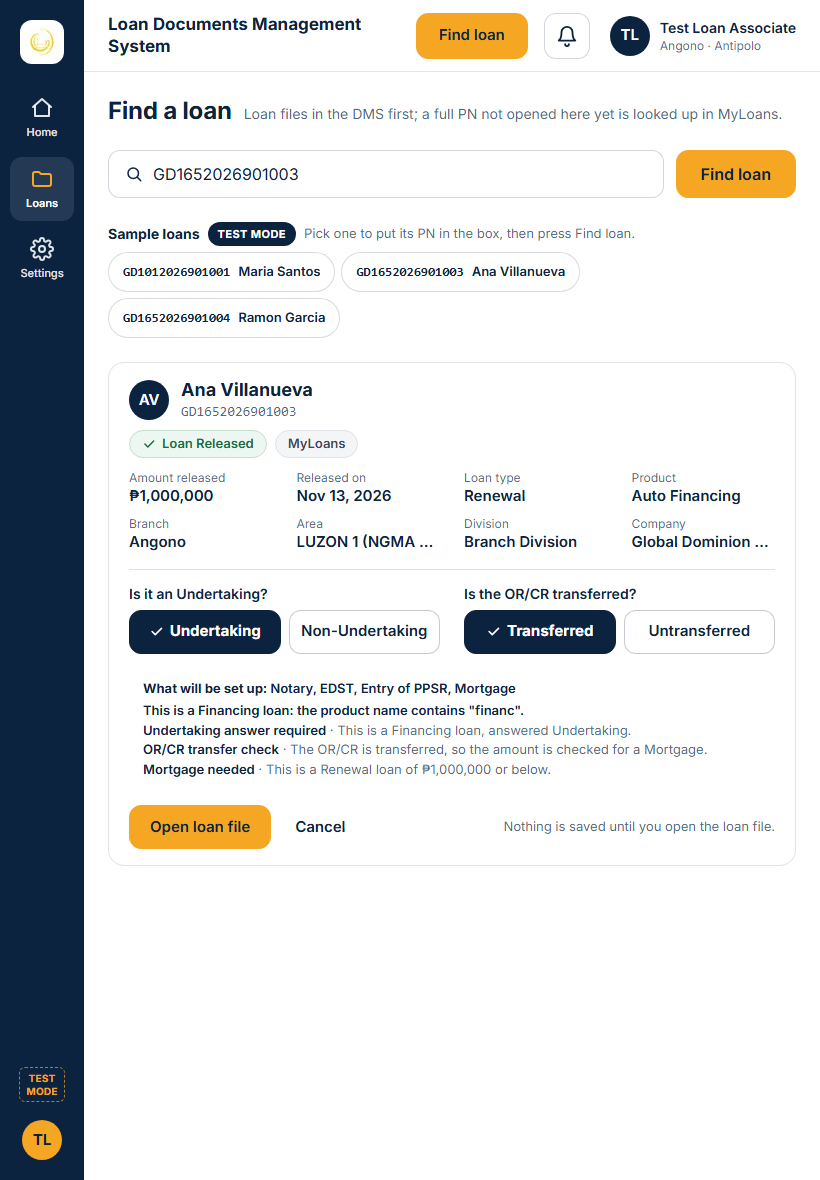 Loan Documents Management
System
Find loan
TL
Test Loan Associate
Angono · Antipolo
Home
Loans
Settings
Find a loan
Loan files in the DMS first; a full PN not opened here yet is looked up in MyLoans.
GD1652026901003
Find loan
Sample loans
TEST MODE
Pick one to put its PN in the box, then press Find loan.
GD1012026901001 Maria Santos
GD1652026901003 Ana Villanueva
GD1652026901004 Ramon Garcia
AV
Ana Villanueva
GD1652026901003
Loan Released
MyLoans
Amount released
₱1,000,000
Released on
Nov 13, 2026
Loan type
Renewal
Product
Auto Financing
Branch
Angono
Area
LUZON 1 (NGMA ...
Division
Branch Division
Company
Global Dominion ...
Is it an Undertaking?
Undertaking
Non-Undertaking
Is the OR/CR transferred?
Transferred
Untransferred
What will be set up: Notary, EDST, Entry of PPSR, Mortgage
This is a Financing loan: the product name contains "financ".
Undertaking answer required · This is a Financing loan, answered Undertaking.
OR/CR transfer check · The OR/CR is transferred, so the amount is checked for a Mortgage.
Mortgage needed · This is a Renewal loan of ₱1,000,000 or below.
Open loan file
Cancel
Nothing is saved until you open the loan file.
TEST
MODE
TL